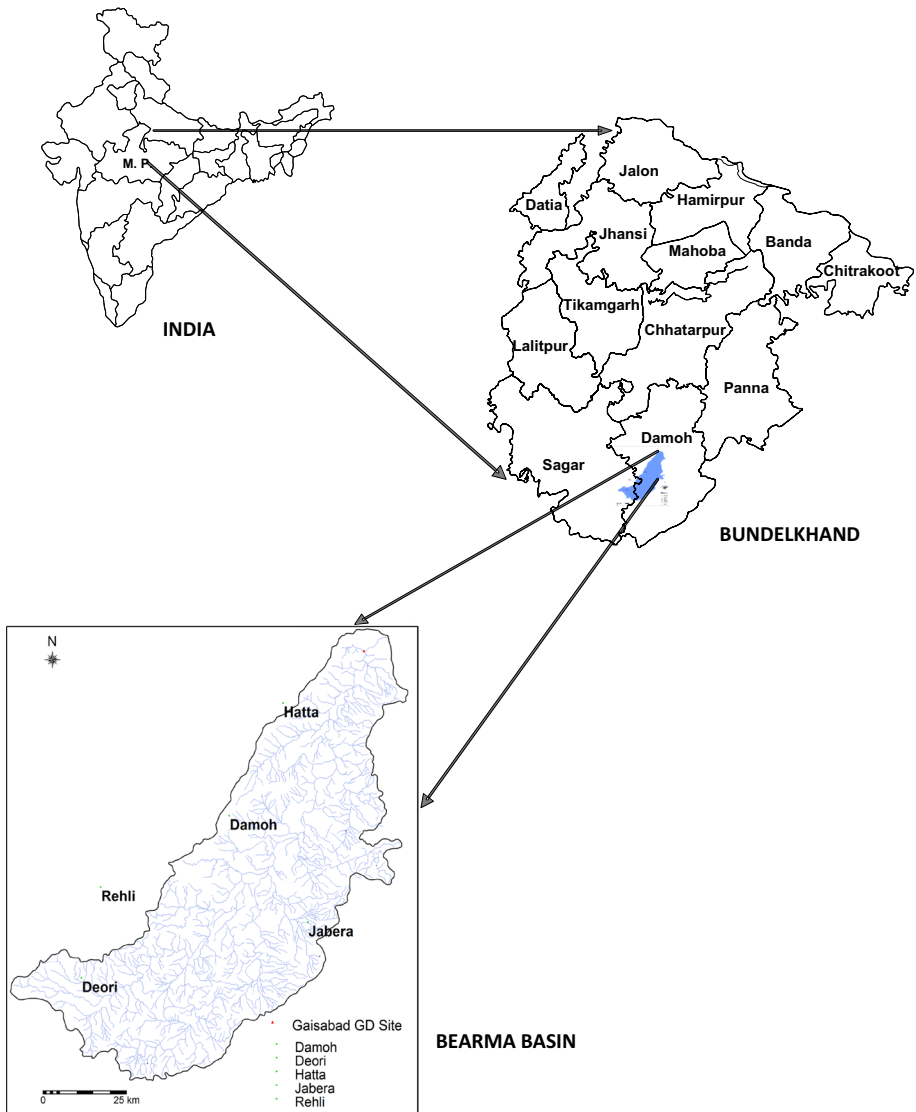 M. P
INDIA
Jalon
Datia
Hamirpur
Jhansi
Mahoba
Banda
Chitrakoot
Tikamgarh
Chhatarpur
Lalitpur
Panna
Damoh
Sagar
BUNDELKHAND
N
Hatta
Damoh
Rehli
Jabera
Deori
Gaisabad GD Site
Damoh
Deori
Hatta
Jabera
Rehli
0 25 km
BEARMA BASIN